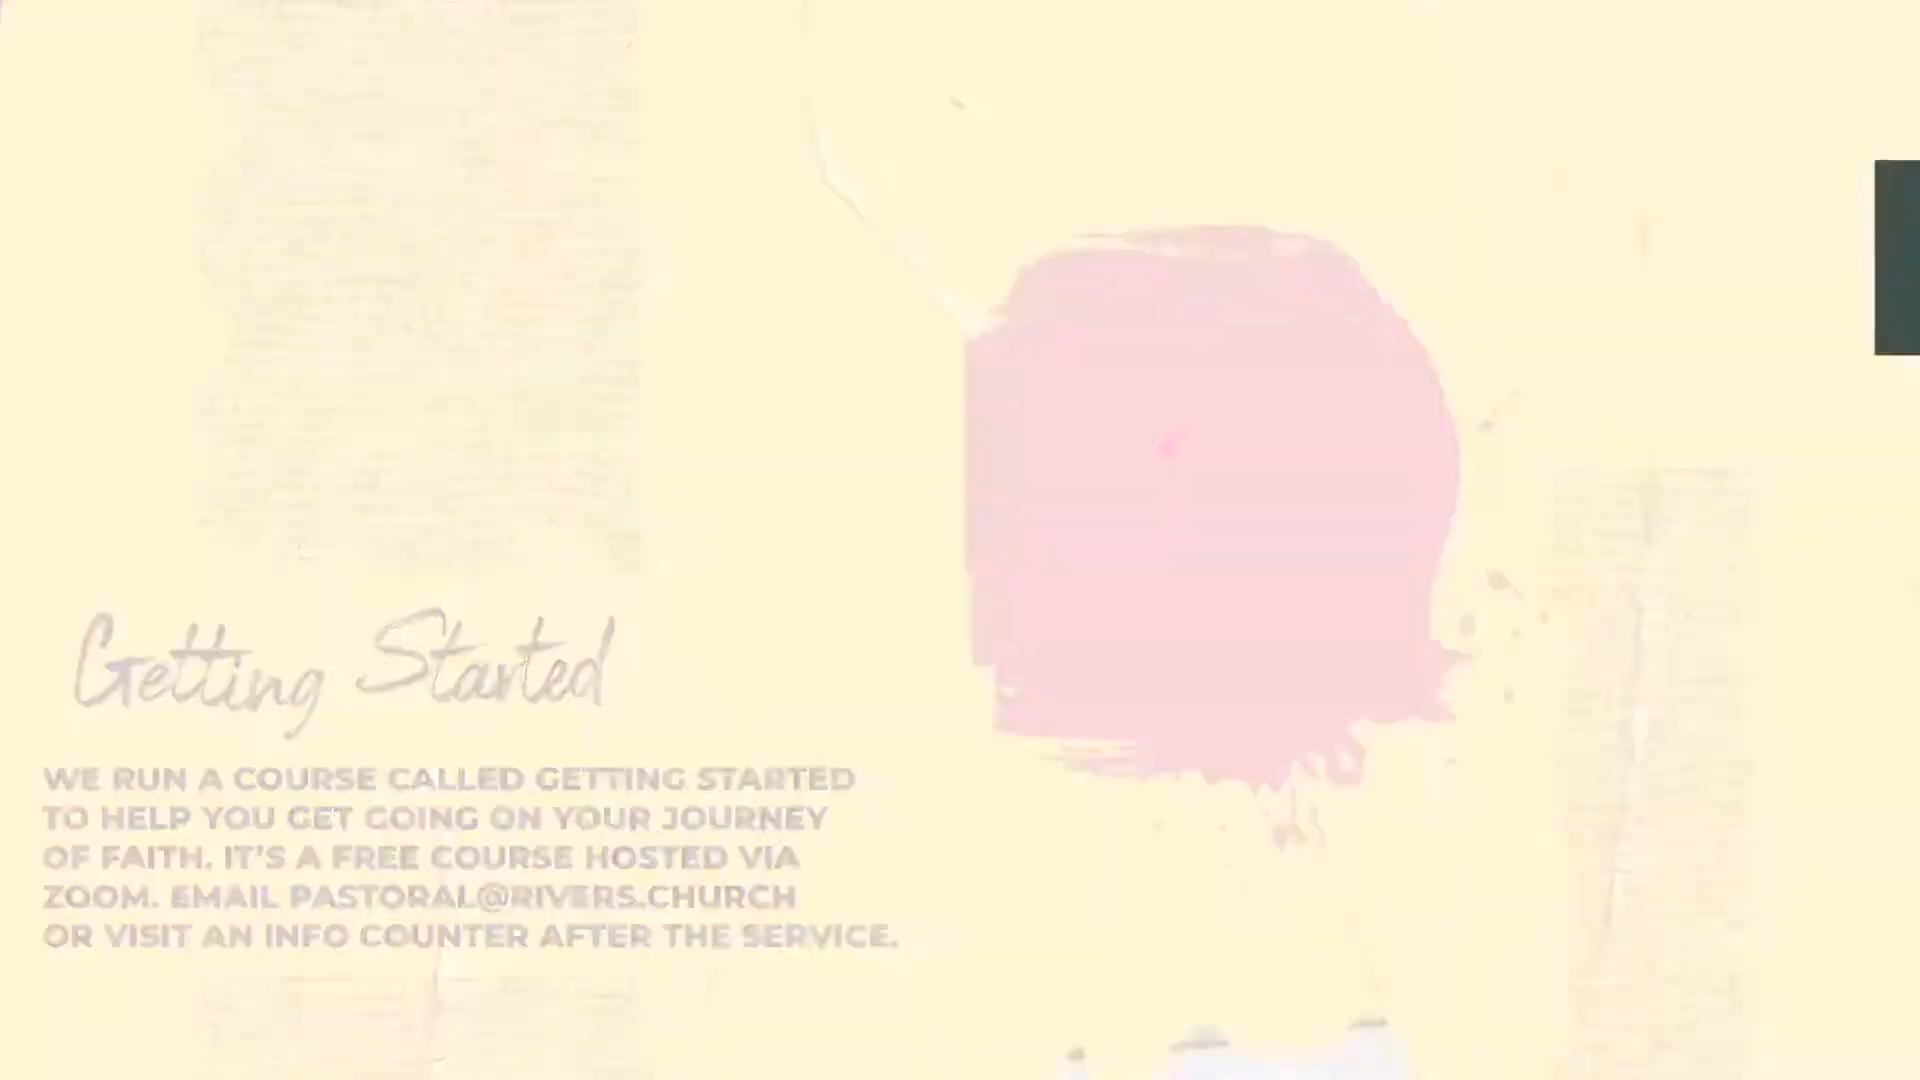 Getting Started
WE RUN A COURSE CALLED GETTING STARTED
TO HELP YOU GET GOING ON YOUR JOURNEY
OF FAITH. IT'S A FREE COURSE HOSTED VIA
ZOOM. EMAIL PASTORAL@RIVERS.CHURCH
OR VISIT AN INFO COUNTER AFTER THE SERVICE.